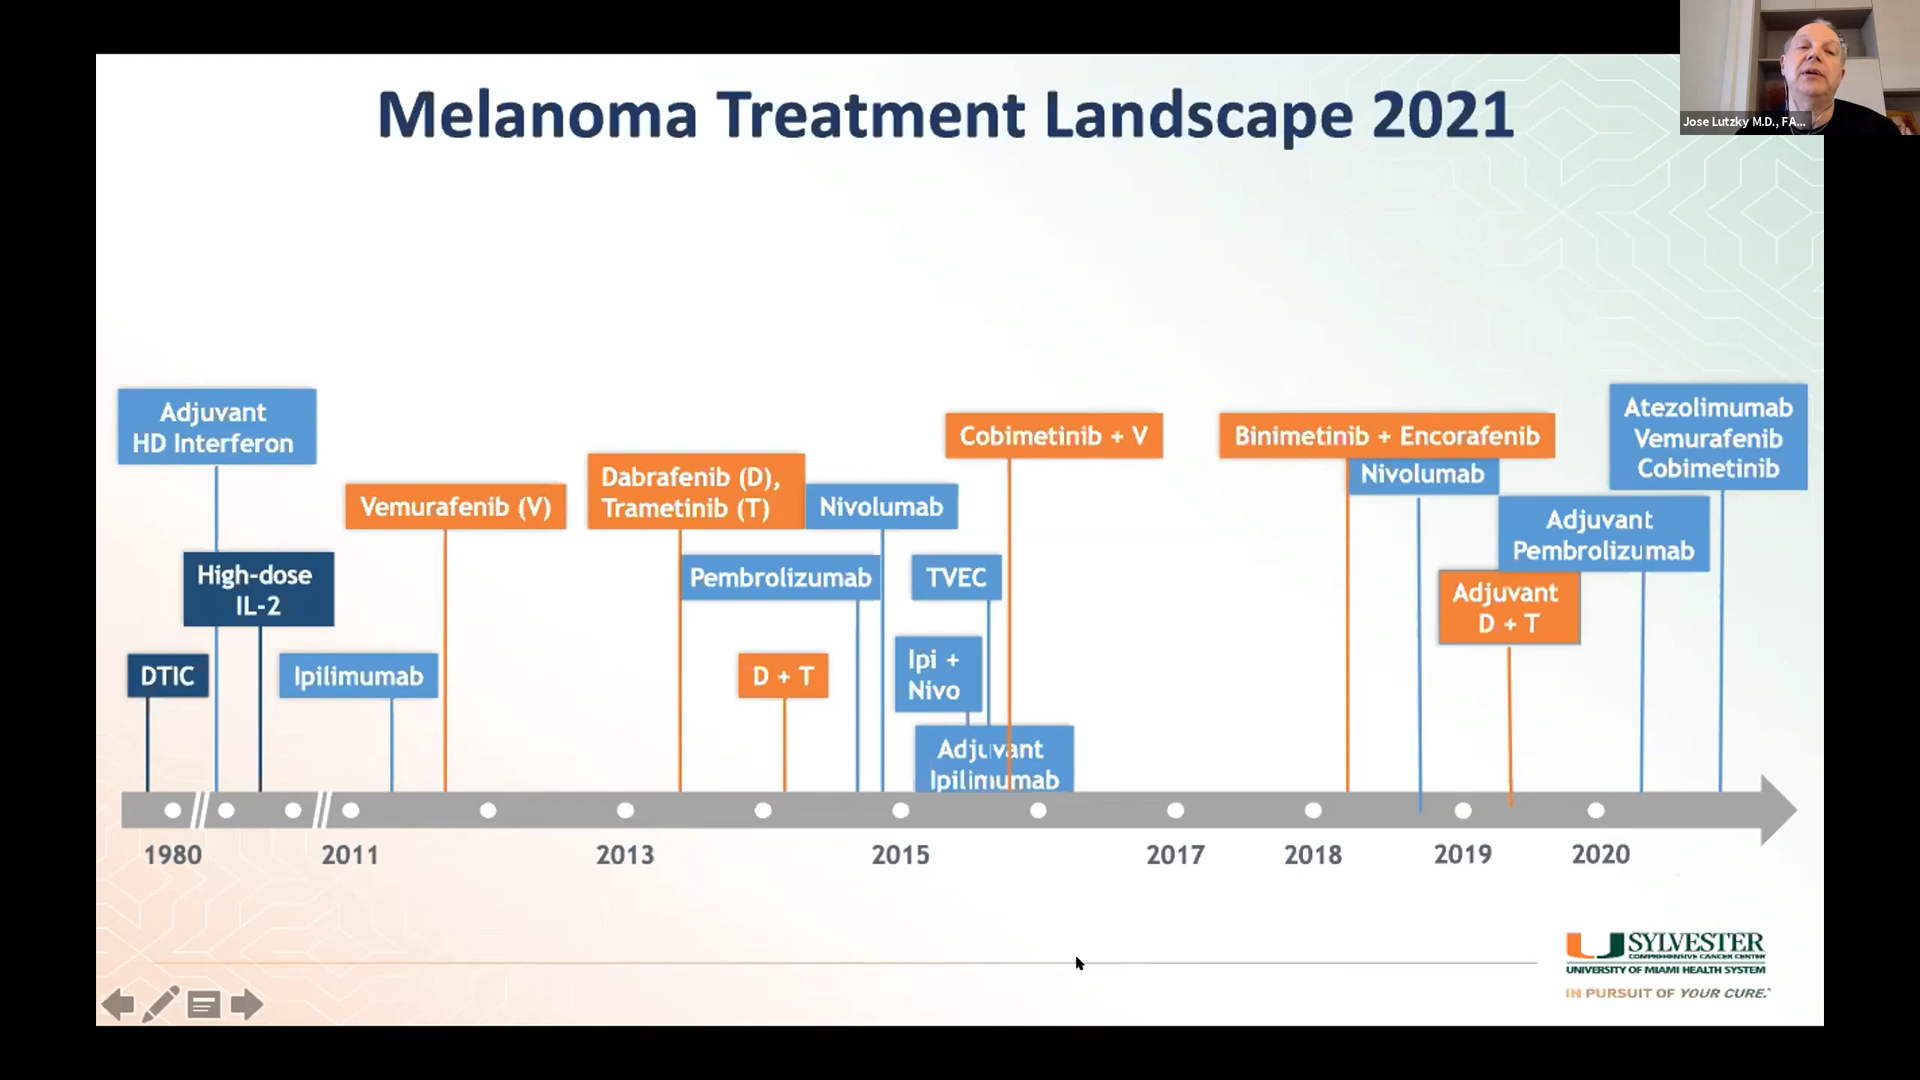 Melanoma Treatment Landscape 2021
Jose Lutzky M.D., FA...
Adjuvant
HD Interferon
High-dose
IL-2
DTIC
Ipilimumab
Vemurafenib (V)
Dabrafenib (D),
Trametinib (T)
Nivolumab
Pembrolizumab
D + T
TVEC
Ipi +
Nivo
Adjuvant
Ipilimumab
Cobimetinib + V
Binimetinib + Encorafenib
Nivolumab
Adjuvant
Pembrolizumab
Adjuvant
D + T
Atezolimumab
Vemurafenib
Cobimetinib
1980
2011
2013
2015
2017
2018
2019
2020
SYLVESTER
COMPREHENSIVE CANCER CENTER
UNIVERSITY OF MIAMI HEALTH SYSTEM
IN PURSUIT OF YOUR CURE.™